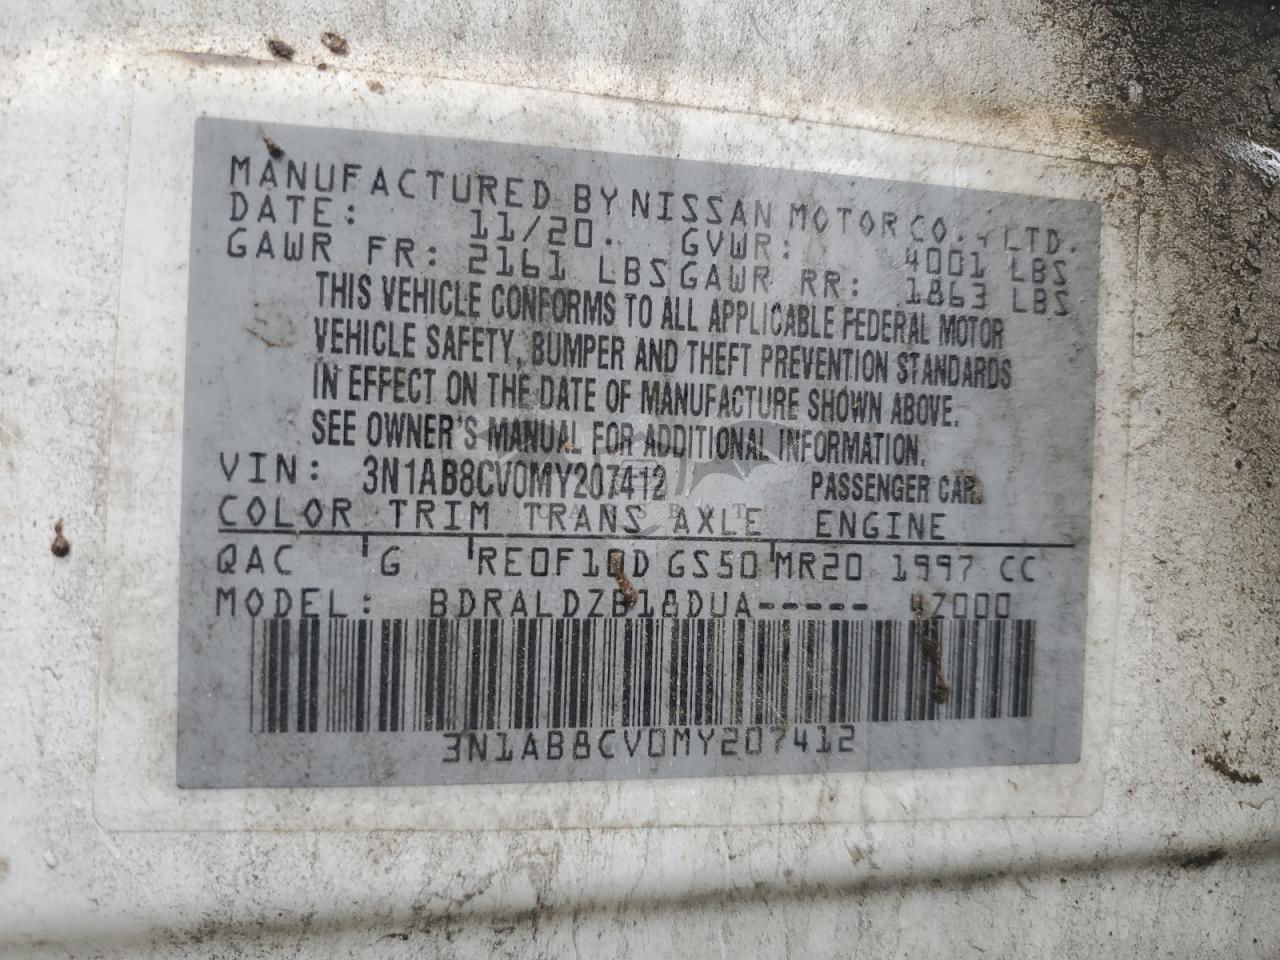 MANUFACTURED BY NISSAN MOTOR CO., LTD.
DATE: 11/20. GVWR: 4001 LBS
GAWR FR: 2161 LBS GAWR RR: 1863 LBS
THIS VEHICLE CONFORMS TO ALL APPLICABLE FEDERAL MOTOR
VEHICLE SAFETY, BUMPER AND THEFT PREVENTION STANDARDS
IN EFFECT ON THE DATE OF MANUFACTURE SHOWN ABOVE.
SEE OWNER'S MANUAL FOR ADDITIONAL INFORMATION.
VIN: 3N1AB8CV0MY207412 PASSENGER CAR
COLOR TRIM TRANS AXLE ENGINE
QAC G RE0F10D GS50 MR20 1997 CC
MODEL: BDRALDZB18DUA----- 4Z000
3N1AB8CV0MY207412